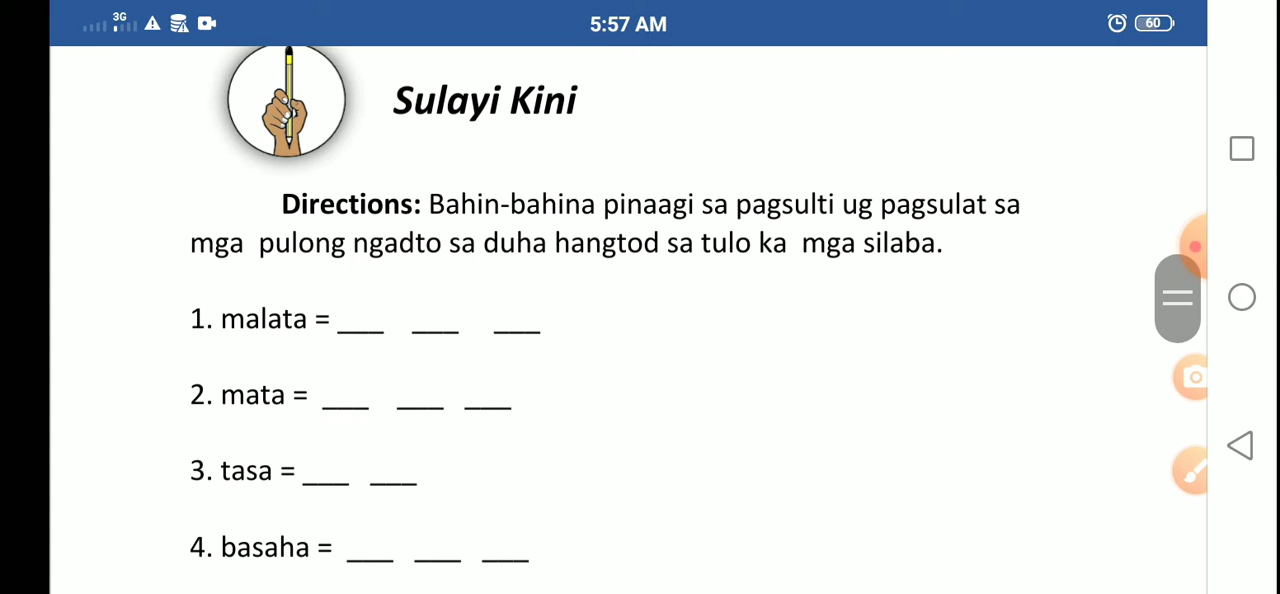 3G 5:57 AM 60
Sulayi Kini
Directions: Bahin-bahina pinaagi sa pagsulti ug pagsulat sa
mga pulong ngadto sa duha hangtod sa tulo ka mga silaba.
1. malata = ___ ___ ___
2. mata = ___ ___ ___
3. tasa = ___ ___
4. basaha = ___ ___ ___